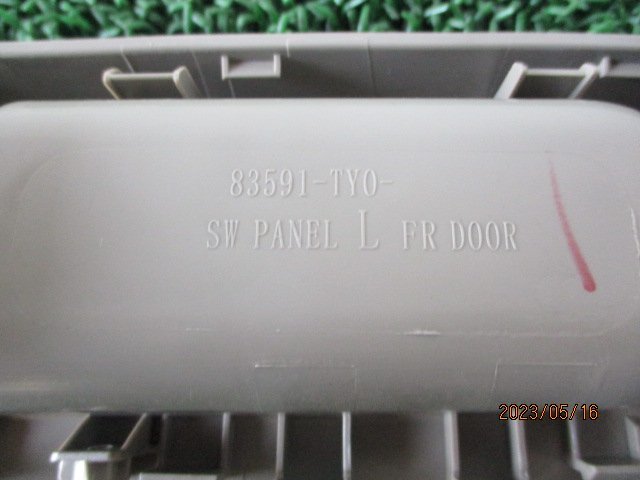 83591-TY0-
SW PANEL L FR DOOR
2023/05/16